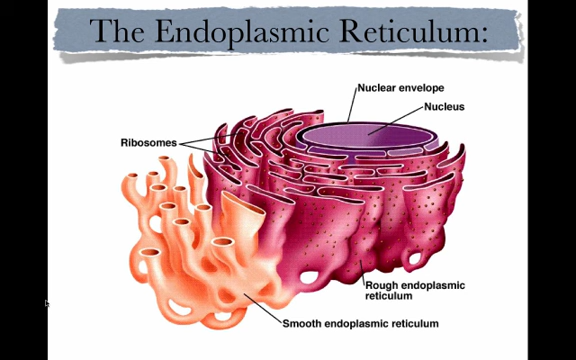 The Endoplasmic Reticulum:
Nuclear envelope
Nucleus
Ribosomes
Rough endoplasmic
reticulum
Smooth endoplasmic reticulum